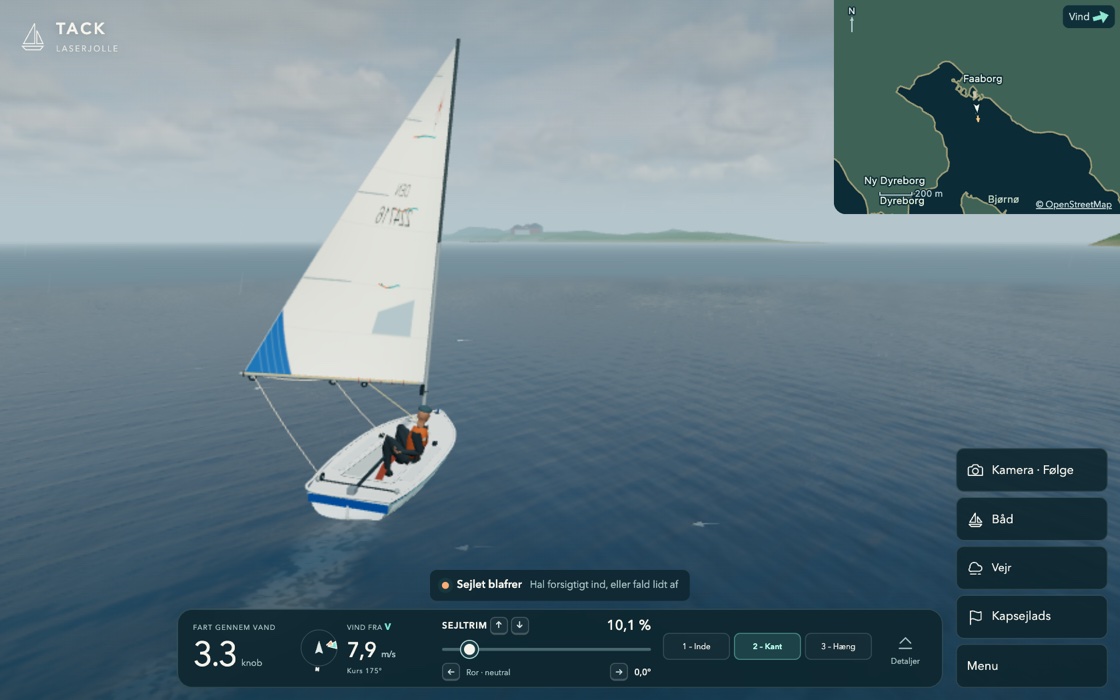 TACK
LASERJOLLE
N
Vind
Faaborg
Ny Dyreborg
200 m
Dyreborg
Bjørnø
© OpenStreetMap
DEN
Kamera · Følge
Båd
Vejr
Kapsejlads
Menu
Sejlet blafrer Hal forsigtigt ind, eller fald lidt af
FART GENNEM VAND
3.3 knob
VIND FRA V
7,9 m/s
Kurs 175°
SEJLTRIM ↑ ↓ 10,1 %
← Ror · neutral → 0,0°
1 – Inde
2 – Kant
3 – Hæng
Detaljer